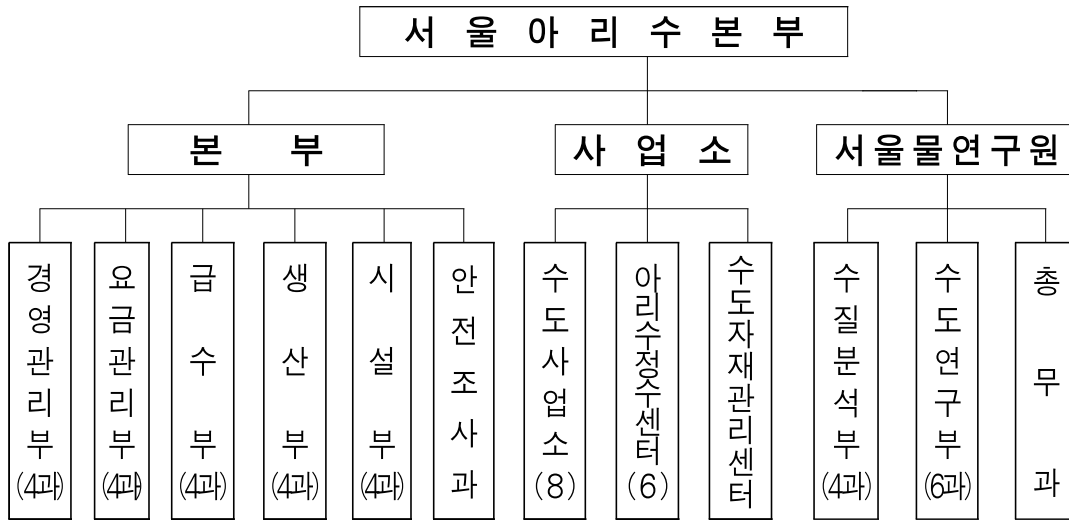 서울아리수본부
본부
사업소
서울물연구원
경영관리부(4과)
요금관리부(4과)
급수부(4과)
생산부(4과)
시설부(4과)
안전조사과
수도사업소(8)
아리수정수센터(6)
수도자재관리센터
수질분석부(4과)
수도연구부(6과)
총무과